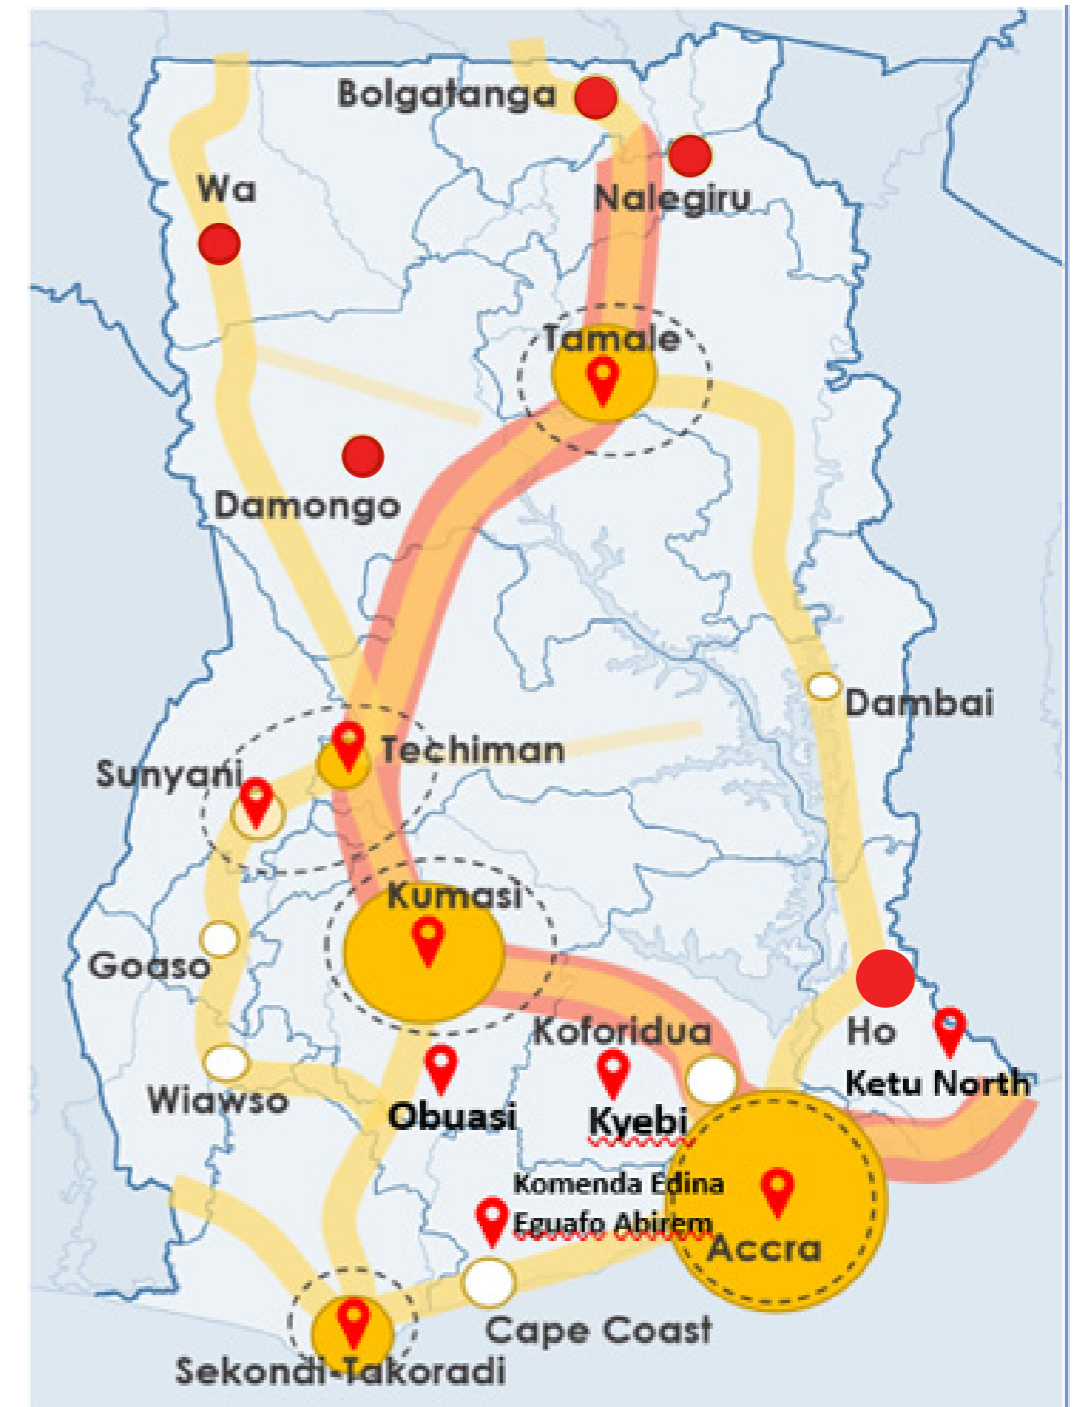 Bolgatanga
Wa
Nalegiru
Tamale
Damongo
Dambai
Techiman
Sunyani
Kumasi
Goaso
Koforidua
Ho
Wiawso
Obuasi
Kyebi
Ketu North
Komenda Edina
Eguafo Abirem
Accra
Cape Coast
Sekondi-Takoradi